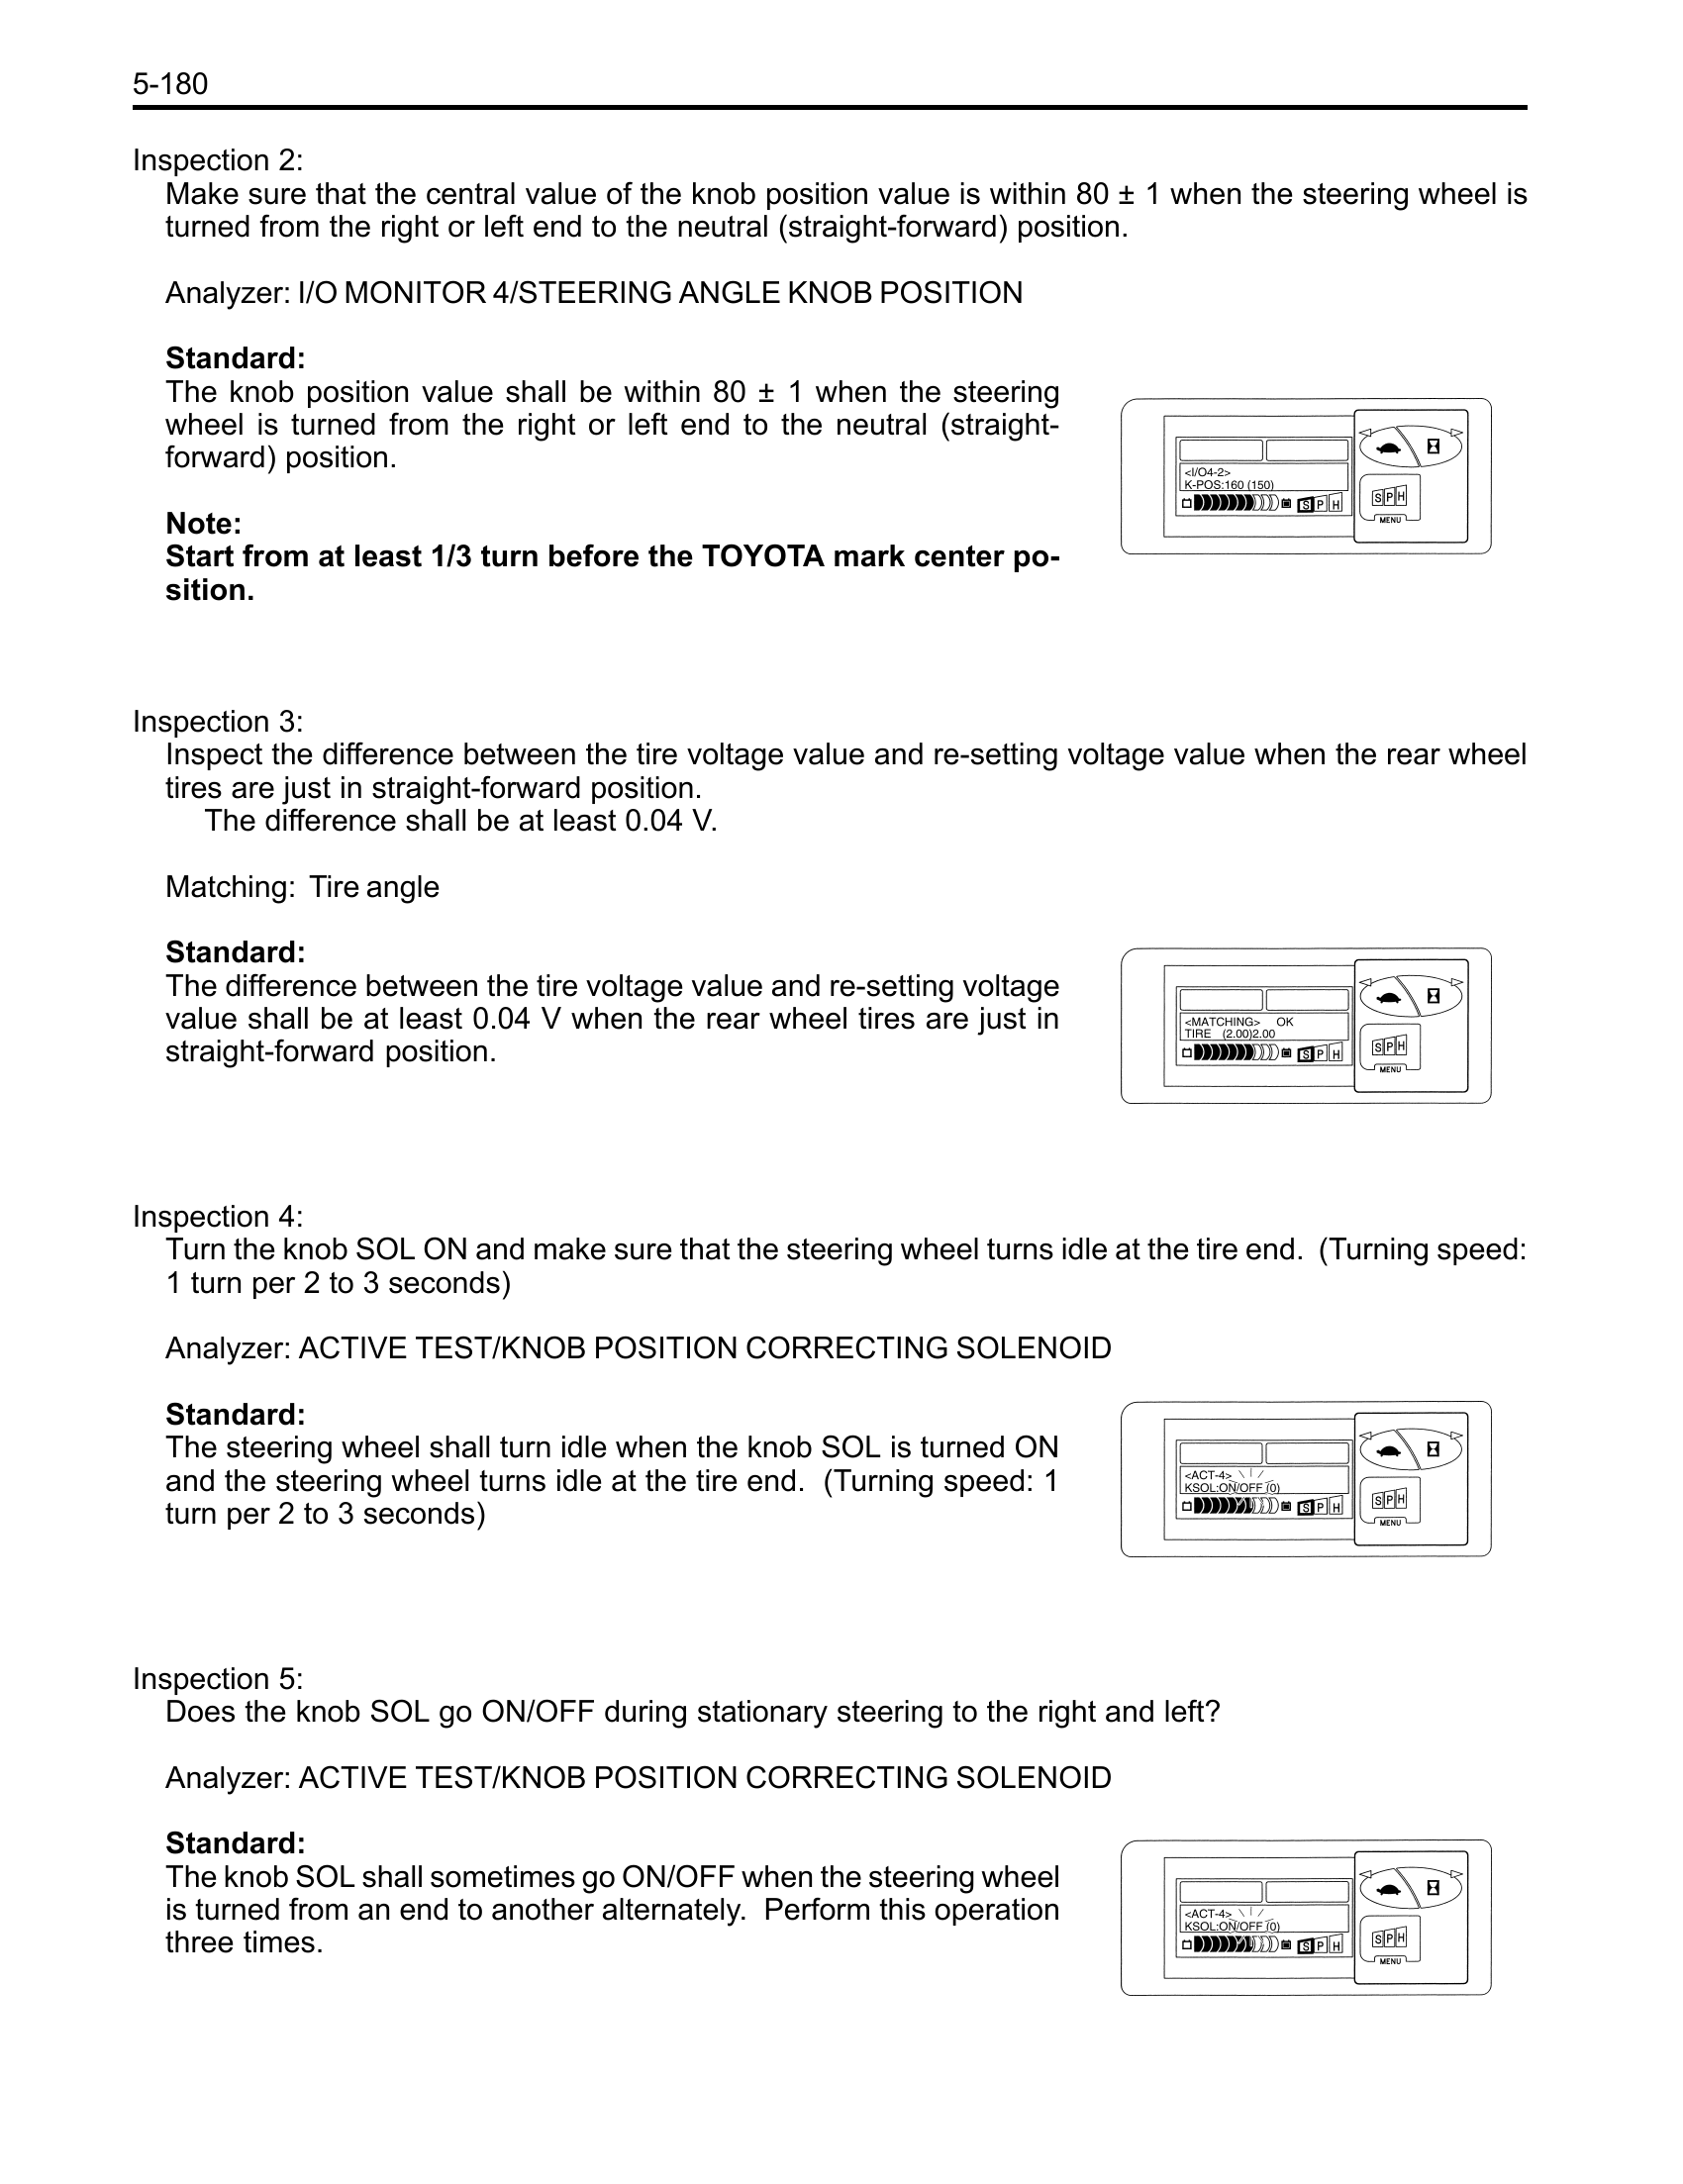 5-180
Inspection 2:
Make sure that the central value of the knob position value is within 80 ± 1 when the steering wheel is
turned from the right or left end to the neutral (straight-forward) position.
Analyzer: I/O MONITOR 4/STEERING ANGLE KNOB POSITION
Standard:
The knob position value shall be within 80 ± 1 when the steering
wheel is turned from the right or left end to the neutral (straight-
forward) position.
<I/O4-2>
K-POS:160 (150)
S P H
S P H
MENU
Note:
Start from at least 1/3 turn before the TOYOTA mark center po-
sition.
Inspection 3:
Inspect the difference between the tire voltage value and re-setting voltage value when the rear wheel
tires are just in straight-forward position.
The difference shall be at least 0.04 V.
Matching: Tire angle
Standard:
The difference between the tire voltage value and re-setting voltage
value shall be at least 0.04 V when the rear wheel tires are just in
straight-forward position.
<MATCHING> OK
TIRE (2.00)2.00
S P H
S P H
MENU
Inspection 4:
Turn the knob SOL ON and make sure that the steering wheel turns idle at the tire end. (Turning speed:
1 turn per 2 to 3 seconds)
Analyzer: ACTIVE TEST/KNOB POSITION CORRECTING SOLENOID
Standard:
The steering wheel shall turn idle when the knob SOL is turned ON
and the steering wheel turns idle at the tire end. (Turning speed: 1
turn per 2 to 3 seconds)
<ACT-4>
KSOL:ON/OFF (0)
S P H
S P H
MENU
Inspection 5:
Does the knob SOL go ON/OFF during stationary steering to the right and left?
Analyzer: ACTIVE TEST/KNOB POSITION CORRECTING SOLENOID
Standard:
The knob SOL shall sometimes go ON/OFF when the steering wheel
is turned from an end to another alternately. Perform this operation
three times.
<ACT-4>
KSOL:ON/OFF (0)
S P H
S P H
MENU